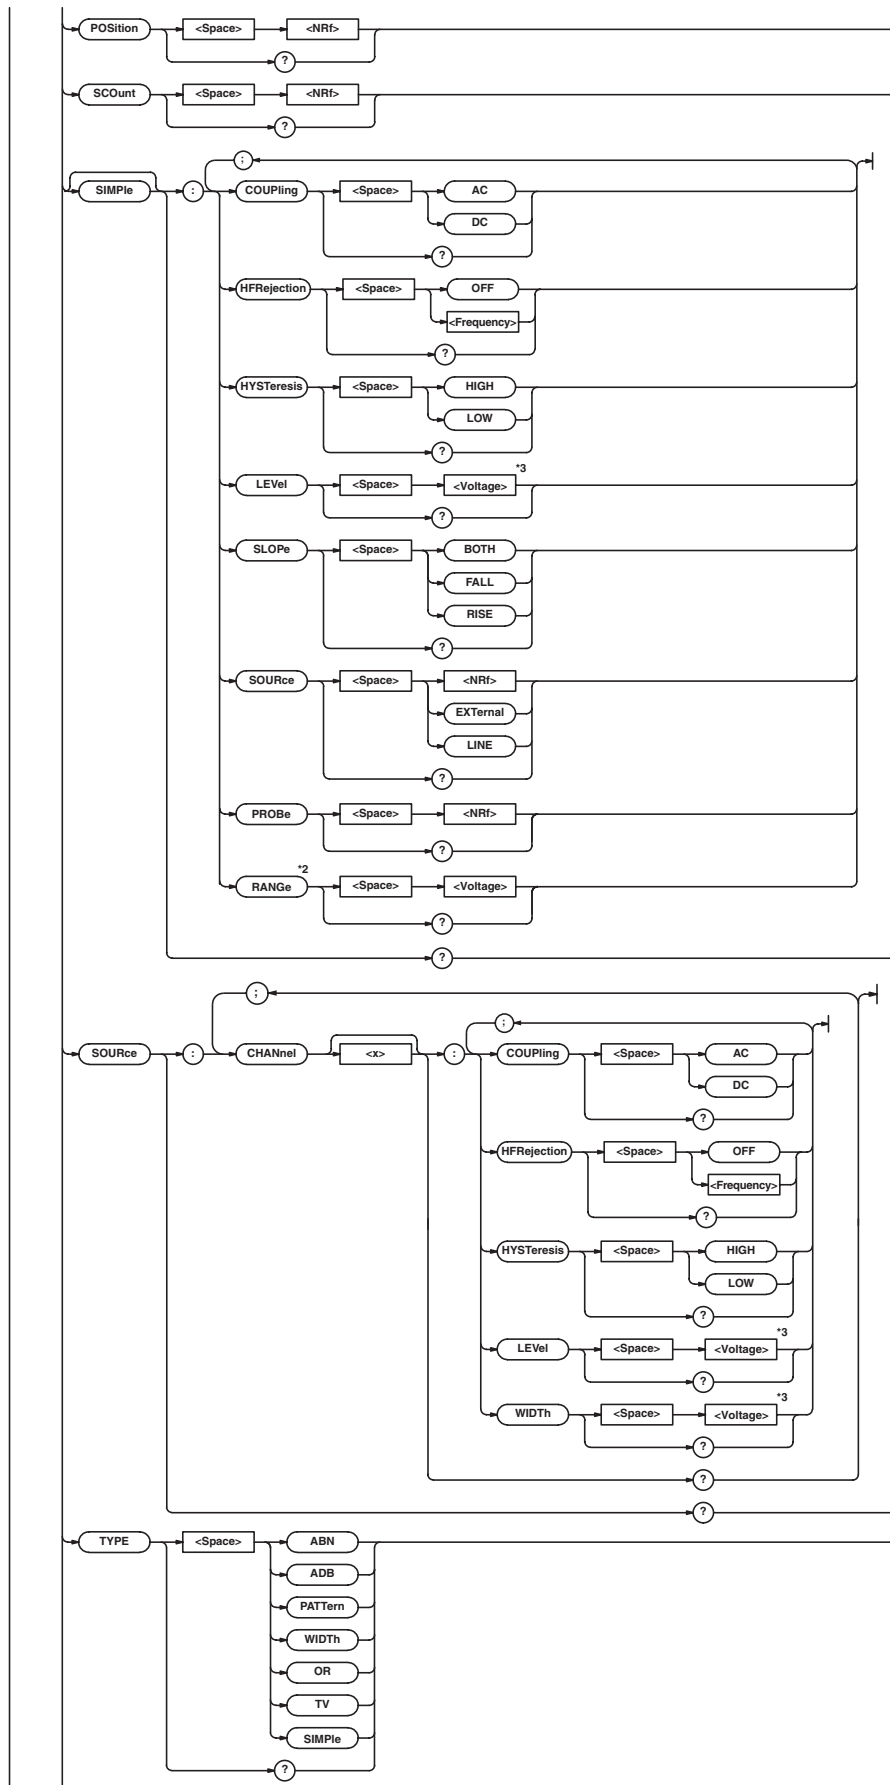 POSition <Space> <NRf>
?
SCOunt <Space> <NRf>
?
;
SIMPle : COUPling <Space> AC
DC
?
HFRejection <Space> OFF
<Frequency>
?
HYSTeresis <Space> HIGH
LOW
?
LEVel <Space> <Voltage> *3
?
SLOPe <Space> BOTH
FALL
RISE
?
SOURce <Space> <NRf>
EXTernal
LINE
?
PROBe <Space> <NRf>
?
RANGe *2 <Space> <Voltage>
?
?
;
;
SOURce : CHANnel <x> : COUPling <Space> AC
DC
?
HFRejection <Space> OFF
<Frequency>
?
HYSTeresis <Space> HIGH
LOW
?
LEVel <Space> <Voltage> *3
?
WIDTh <Space> <Voltage> *3
?
?
?
TYPE <Space> ABN
ADB
PATTern
WIDTh
OR
TV
SIMPle
?